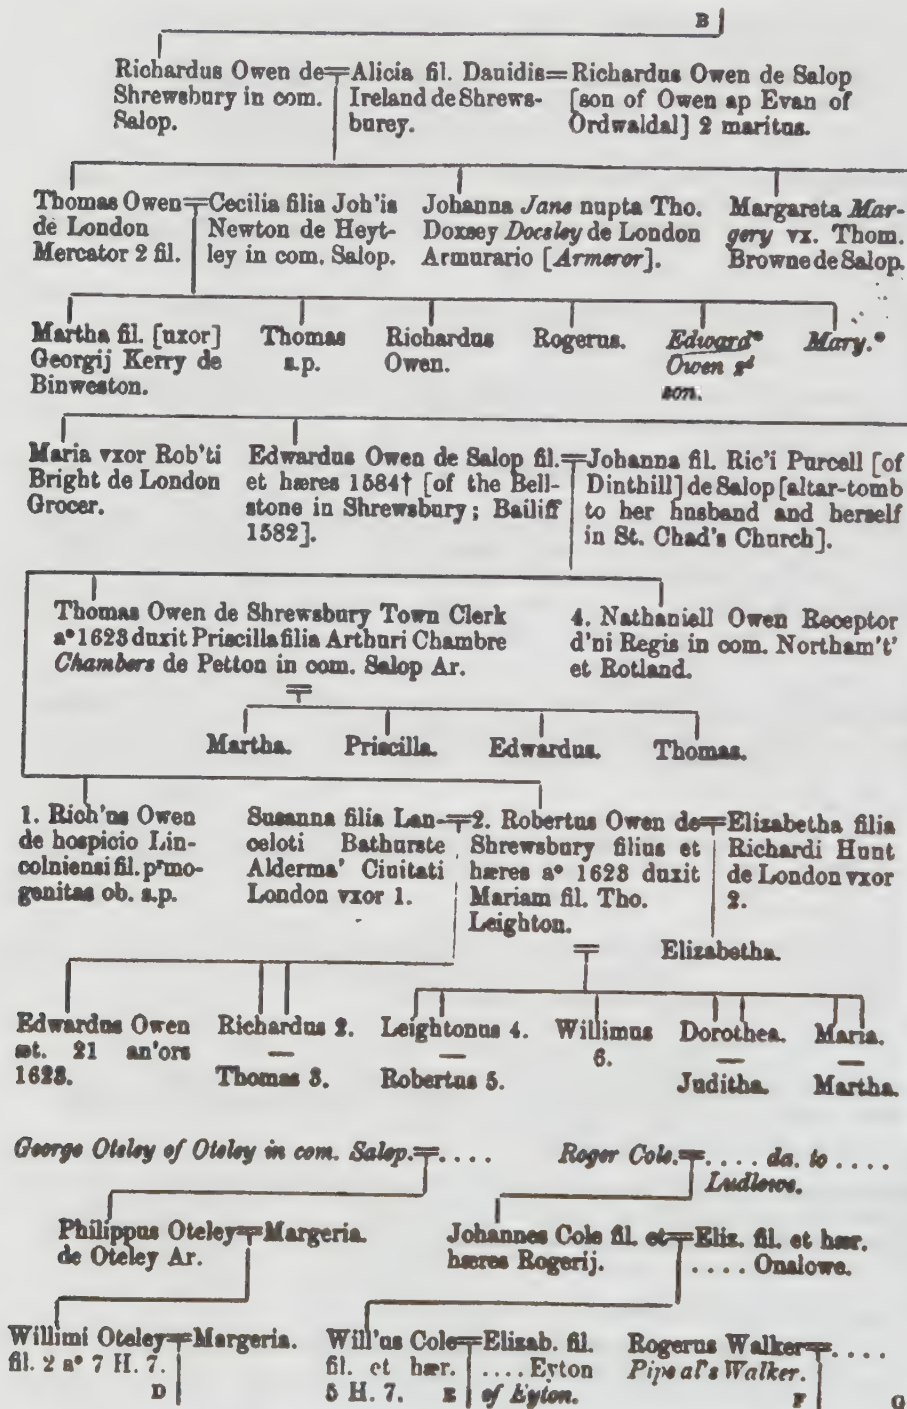 B
Richardus Owen de
Shrewsbury in com.
Salop.
Alicia fil. Dauidis
Ireland de Shrews-
burey.
Richardus Owen de Salop
[son of Owen ap Evan of
Ordwaldal] 2 maritus.
Thomas Owen
de London
Mercator 2 fil.
Cecilia filia Joh'is
Newton de Heyt-
ley in com. Salop.
Johanna Jane nupta Tho.
Doxsey Docsley de London
Armurario [Armeror].
Margareta Mar-
gery vx. Thom.
Browne de Salop.
Martha fil. [uxor]
Georgij Kerry de
Binweston.
Thomas
s.p.
Richardus
Owen.
Rogerus.
Edward*
Owen 2d
son.
Mary.*
Maria vxor Rob'ti
Bright de London
Grocer.
Edwardus Owen de Salop fil.
et hæres 1584† [of the Bell-
stone in Shrewsbury; Bailiff
1582].
Johanna fil. Ric'i Purcell [of
Dinthill] de Salop [altar-tomb
to her husband and herself
in St. Chad's Church].
Thomas Owen de Shrewsbury Town Clerk
a° 1623 duxit Priscilla filia Arthuri Chambre
Chambers de Petton in com. Salop Ar.
4. Nathaniell Owen Receptor
d'ni Regis in com. Northam't'
et Rotland.
Martha.
Priscilla.
Edwardus.
Thomas.
1. Rich'us Owen
de hospicio Lin-
colniensi fil. prmo-
genitas ob. s.p.
Susanna filia Lan-
celoti Bathurste
Alderma' Ciuitati
London vxor 1.
2. Robertus Owen de
Shrewsbury filius et
hæres a° 1623 duxit
Mariam fil. Tho.
Leighton.
Elizabetha filia
Richardi Hunt
de London vxor
2.
Elizabetha.
Edwardus Owen
æt. 21 an'ors
1623.
Richardus 2.
Thomas 3.
Leightonus 4.
Robertus 5.
Willimus
6.
Dorothea.
Juditha.
Maria.
Martha.
George Oteley of Oteley in com. Salop. . . . .
Roger Cole. . . . . da. to . . . .
Ludlowe.
Philippus Oteley
de Oteley Ar.
Margeria.
Johannes Cole fil. et
hæres Rogerij.
Eliz. fil. et hær.
. . . . Onslowe.
Willimi Oteley
fil. 2 a° 7 H. 7.
Margeria.
D
Will'us Cole
fil. et hær.
5 H. 7.
Elizab. fil.
. . . . Eyton
of Eyton.
E
Rogerus Walker . . . .
Pipe al's Walker.
F
G